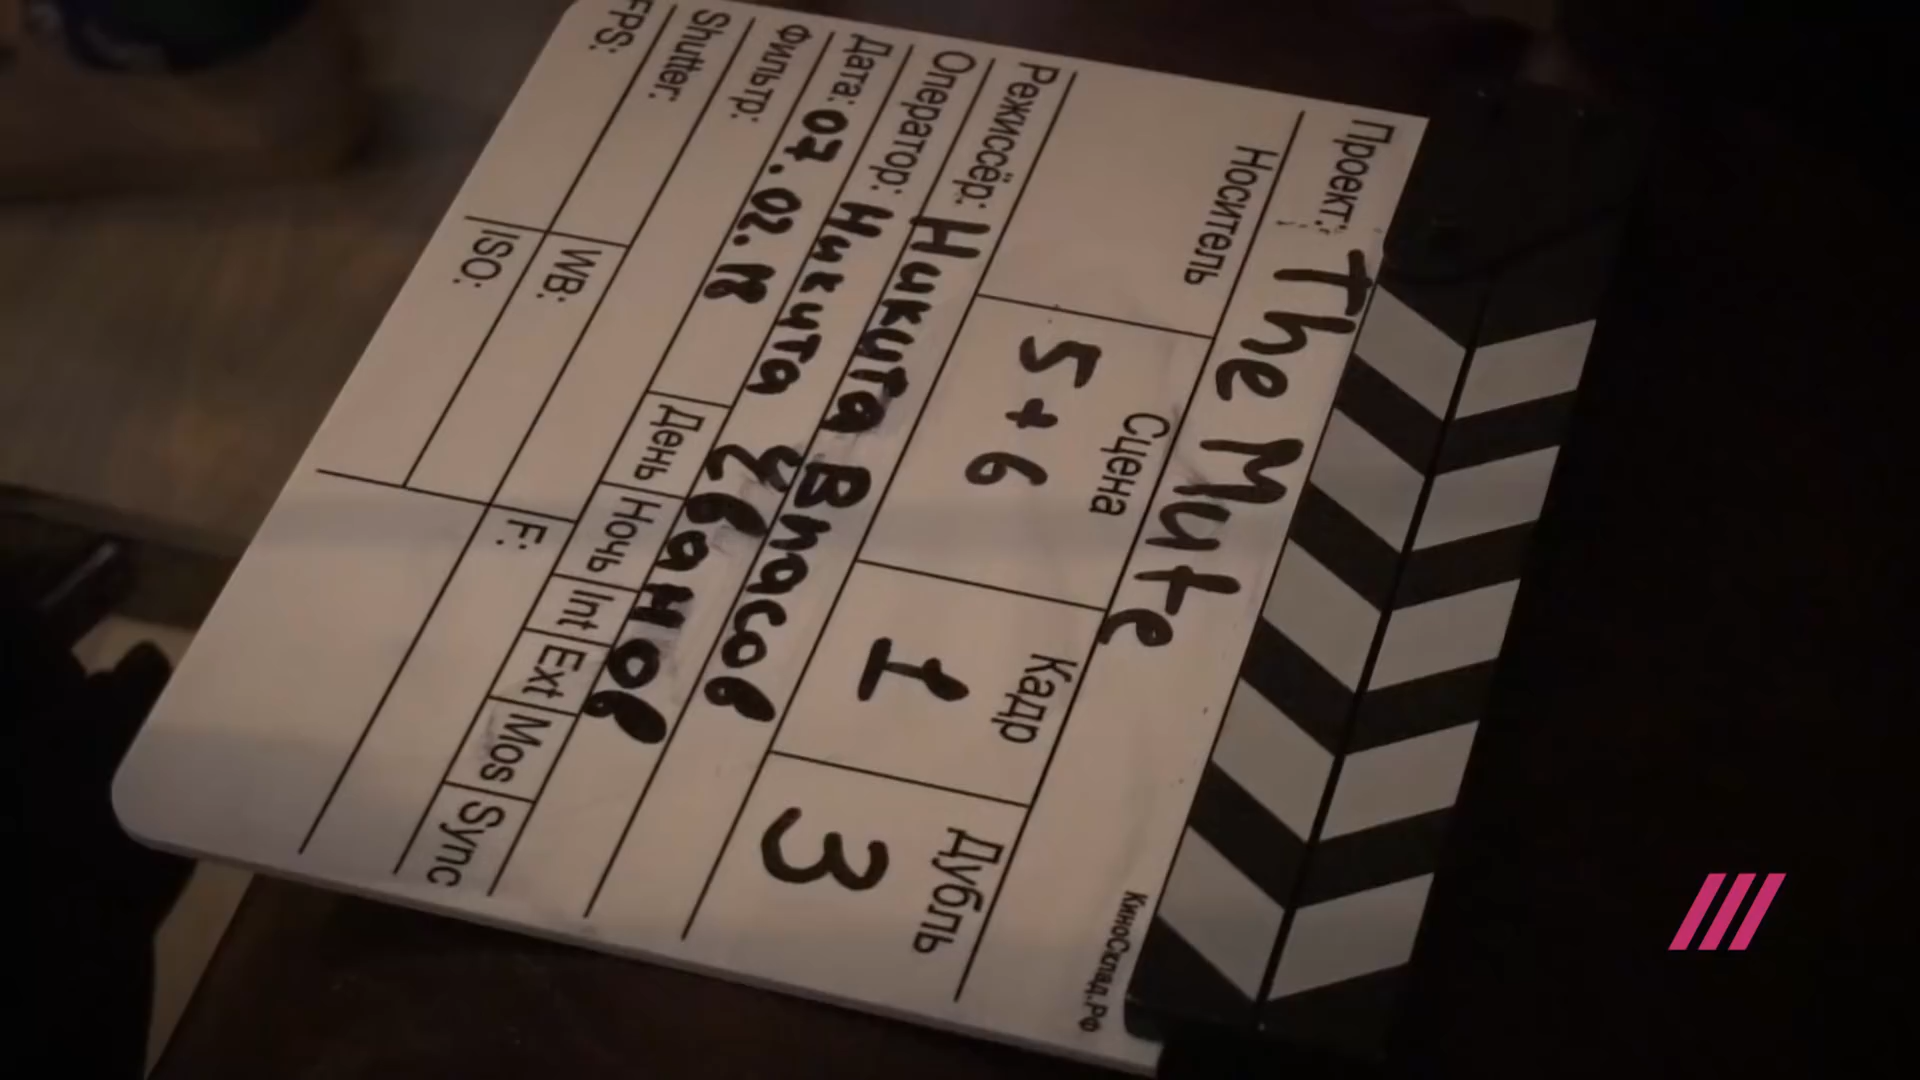 Проект: The Mute
Носитель
Сцена
Кадр
Дубль
5+6
1
3
Режиссёр: Никита Власов
Оператор: Никита
Дата: 07.02.18
Фильтр:
День Ночь Int Ext Mos Sync
Shutter:
WB:
F:
FPS:
ISO:
КиноСклад.РФ